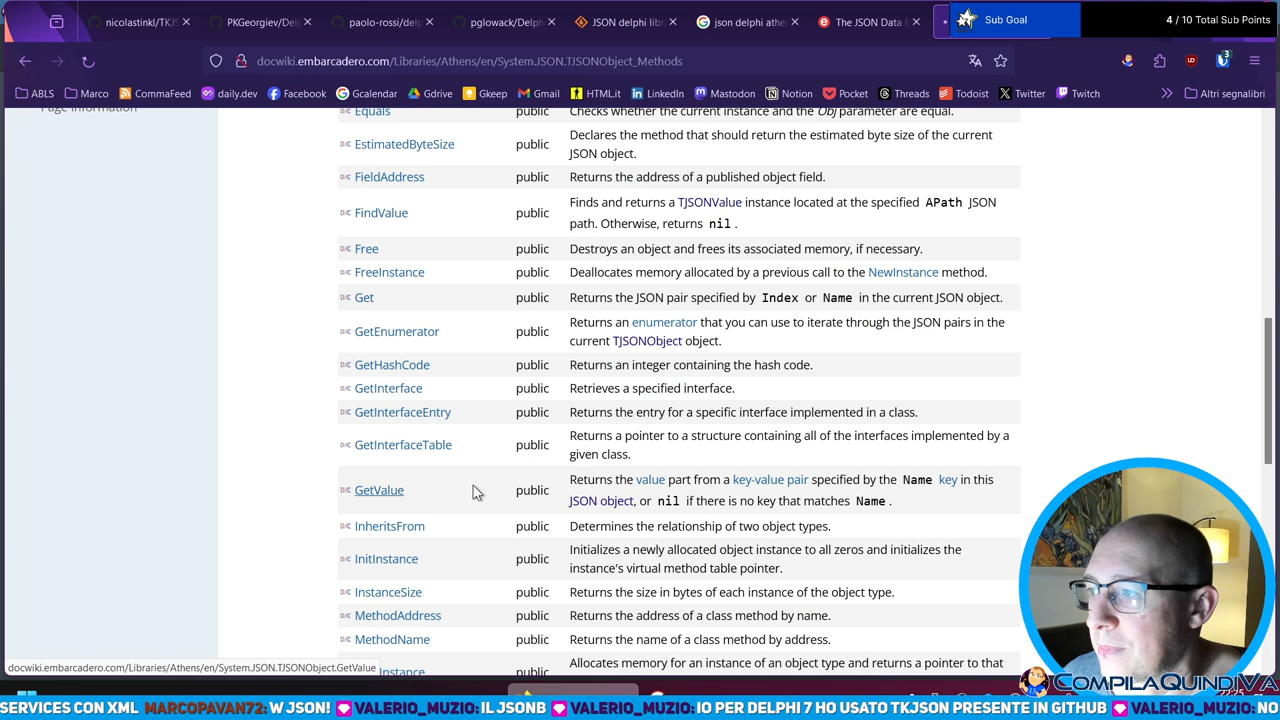 nicolastinkl/TKJS
PKGeorgiev/Del
paolo-rossi/delp
pglowack/Delph
JSON delphi libr
json delphi athe
The JSON Data B
Sub Goal
4 / 10 Total Sub Points
docwiki.embarcadero.com/Libraries/Athens/en/System.JSON.TJSONObject_Methods
3
ABLS
Marco
CommaFeed
daily.dev
Facebook
Gcalendar
Gdrive
Gkeep
Gmail
HTML.it
LinkedIn
Mastodon
Notion
Pocket
Threads
Todoist
Twitter
Twitch
Altri segnalibri
Page information
Equals public Checks whether the current instance and the Obj parameter are equal.
EstimatedByteSize public Declares the method that should return the estimated byte size of the current
JSON object.
FieldAddress public Returns the address of a published object field.
FindValue public Finds and returns a TJSONValue instance located at the specified APath JSON
path. Otherwise, returns nil.
Free public Destroys an object and frees its associated memory, if necessary.
FreeInstance public Deallocates memory allocated by a previous call to the NewInstance method.
Get public Returns the JSON pair specified by Index or Name in the current JSON object.
GetEnumerator public Returns an enumerator that you can use to iterate through the JSON pairs in the
current TJSONObject object.
GetHashCode public Returns an integer containing the hash code.
GetInterface public Retrieves a specified interface.
GetInterfaceEntry public Returns the entry for a specific interface implemented in a class.
GetInterfaceTable public Returns a pointer to a structure containing all of the interfaces implemented by a
given class.
GetValue public Returns the value part from a key-value pair specified by the Name key in this
JSON object, or nil if there is no key that matches Name.
InheritsFrom public Determines the relationship of two object types.
InitInstance public Initializes a newly allocated object instance to all zeros and initializes the
instance's virtual method table pointer.
InstanceSize public Returns the size in bytes of each instance of the object type.
MethodAddress public Returns the address of a class method by name.
MethodName public Returns the name of a class method by address.
Instance public Allocates memory for an instance of an object type and returns a pointer to that
docwiki.embarcadero.com/Libraries/Athens/en/System.JSON.TJSONObject.GetValue
COMPILAQUINDIVA
SERVICES CON XML MARCOPAVAN72: W JSON! VALERIO_MUZIO: IL JSONB VALERIO_MUZIO: IO PER DELPHI 7 HO USATO TKJSON PRESENTE IN GITHUB VALERIO_MUZIO: NO